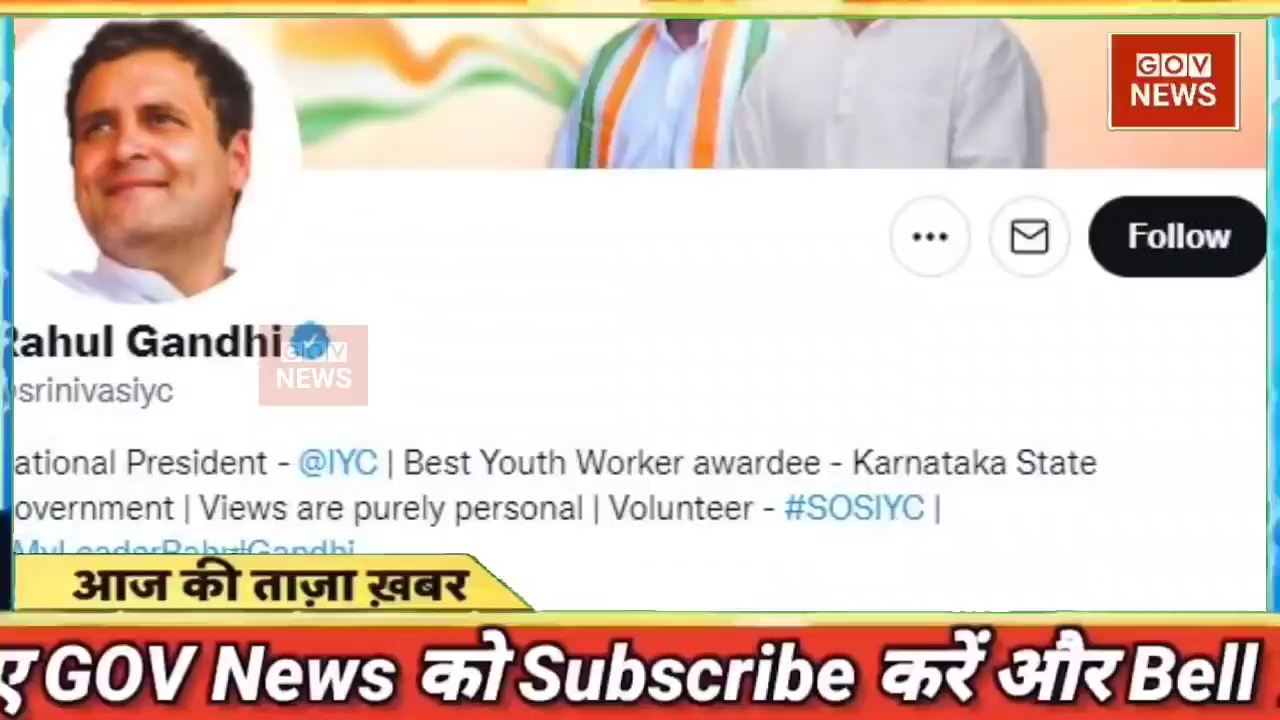 GOV
NEWS
Follow
Rahul Gandhi
GOV
NEWS
srinivasiyc
ational President - @IYC | Best Youth Worker awardee - Karnataka State
overnment | Views are purely personal | Volunteer - #SOSIYC |
MyLeaderRahulGandhi
आज की ताज़ा ख़बर
ए GOV News को Subscribe करें और Bell